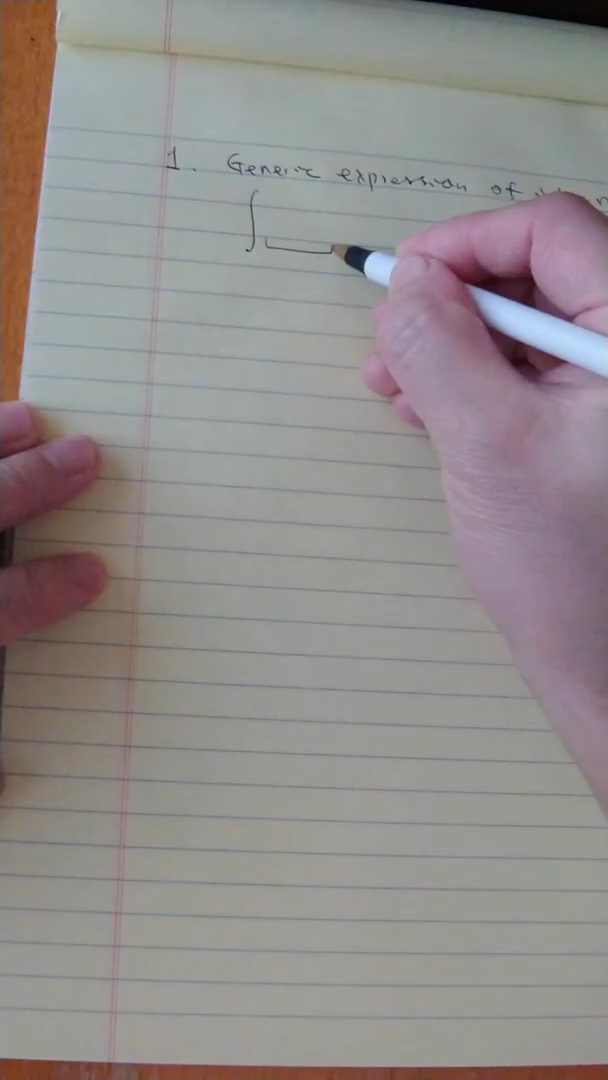 1. Generic expression of
∫